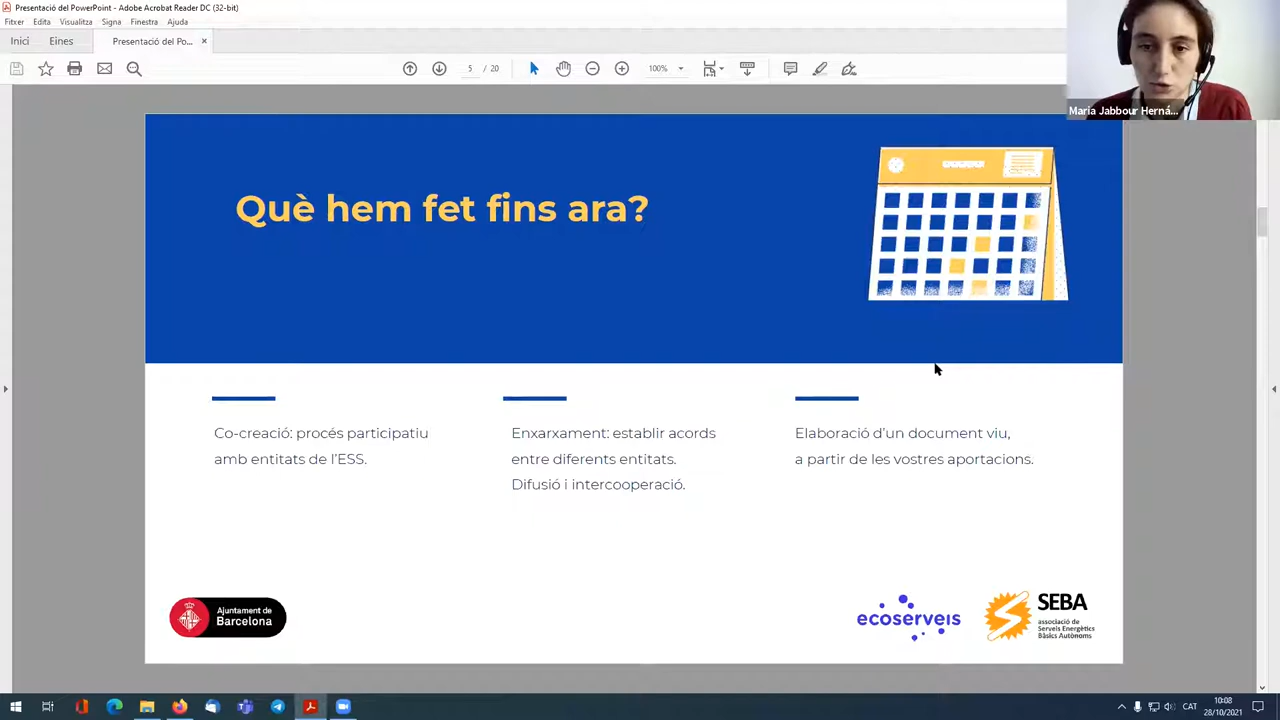 Presentació del PowerPoint - Adobe Acrobat Reader DC (32-bit)
Fitxer Edita Visualitza Signa Finestra Ajuda
Inici Eines Presentació del Po... ×
5 / 20 100%
Maria Jabbour Herná...
Què hem fet fins ara?
Co-creació: procés participatiu
amb entitats de l'ESS.
Enxarxament: establir acords
entre diferents entitats.
Difusió i intercooperació.
Elaboració d'un document viu,
a partir de les vostres aportacions.
Ajuntament de
Barcelona
ecoserveis
SEBA
associació de
Serveis Energètics
Bàsics Autònoms
CAT
10:08
28/10/2021